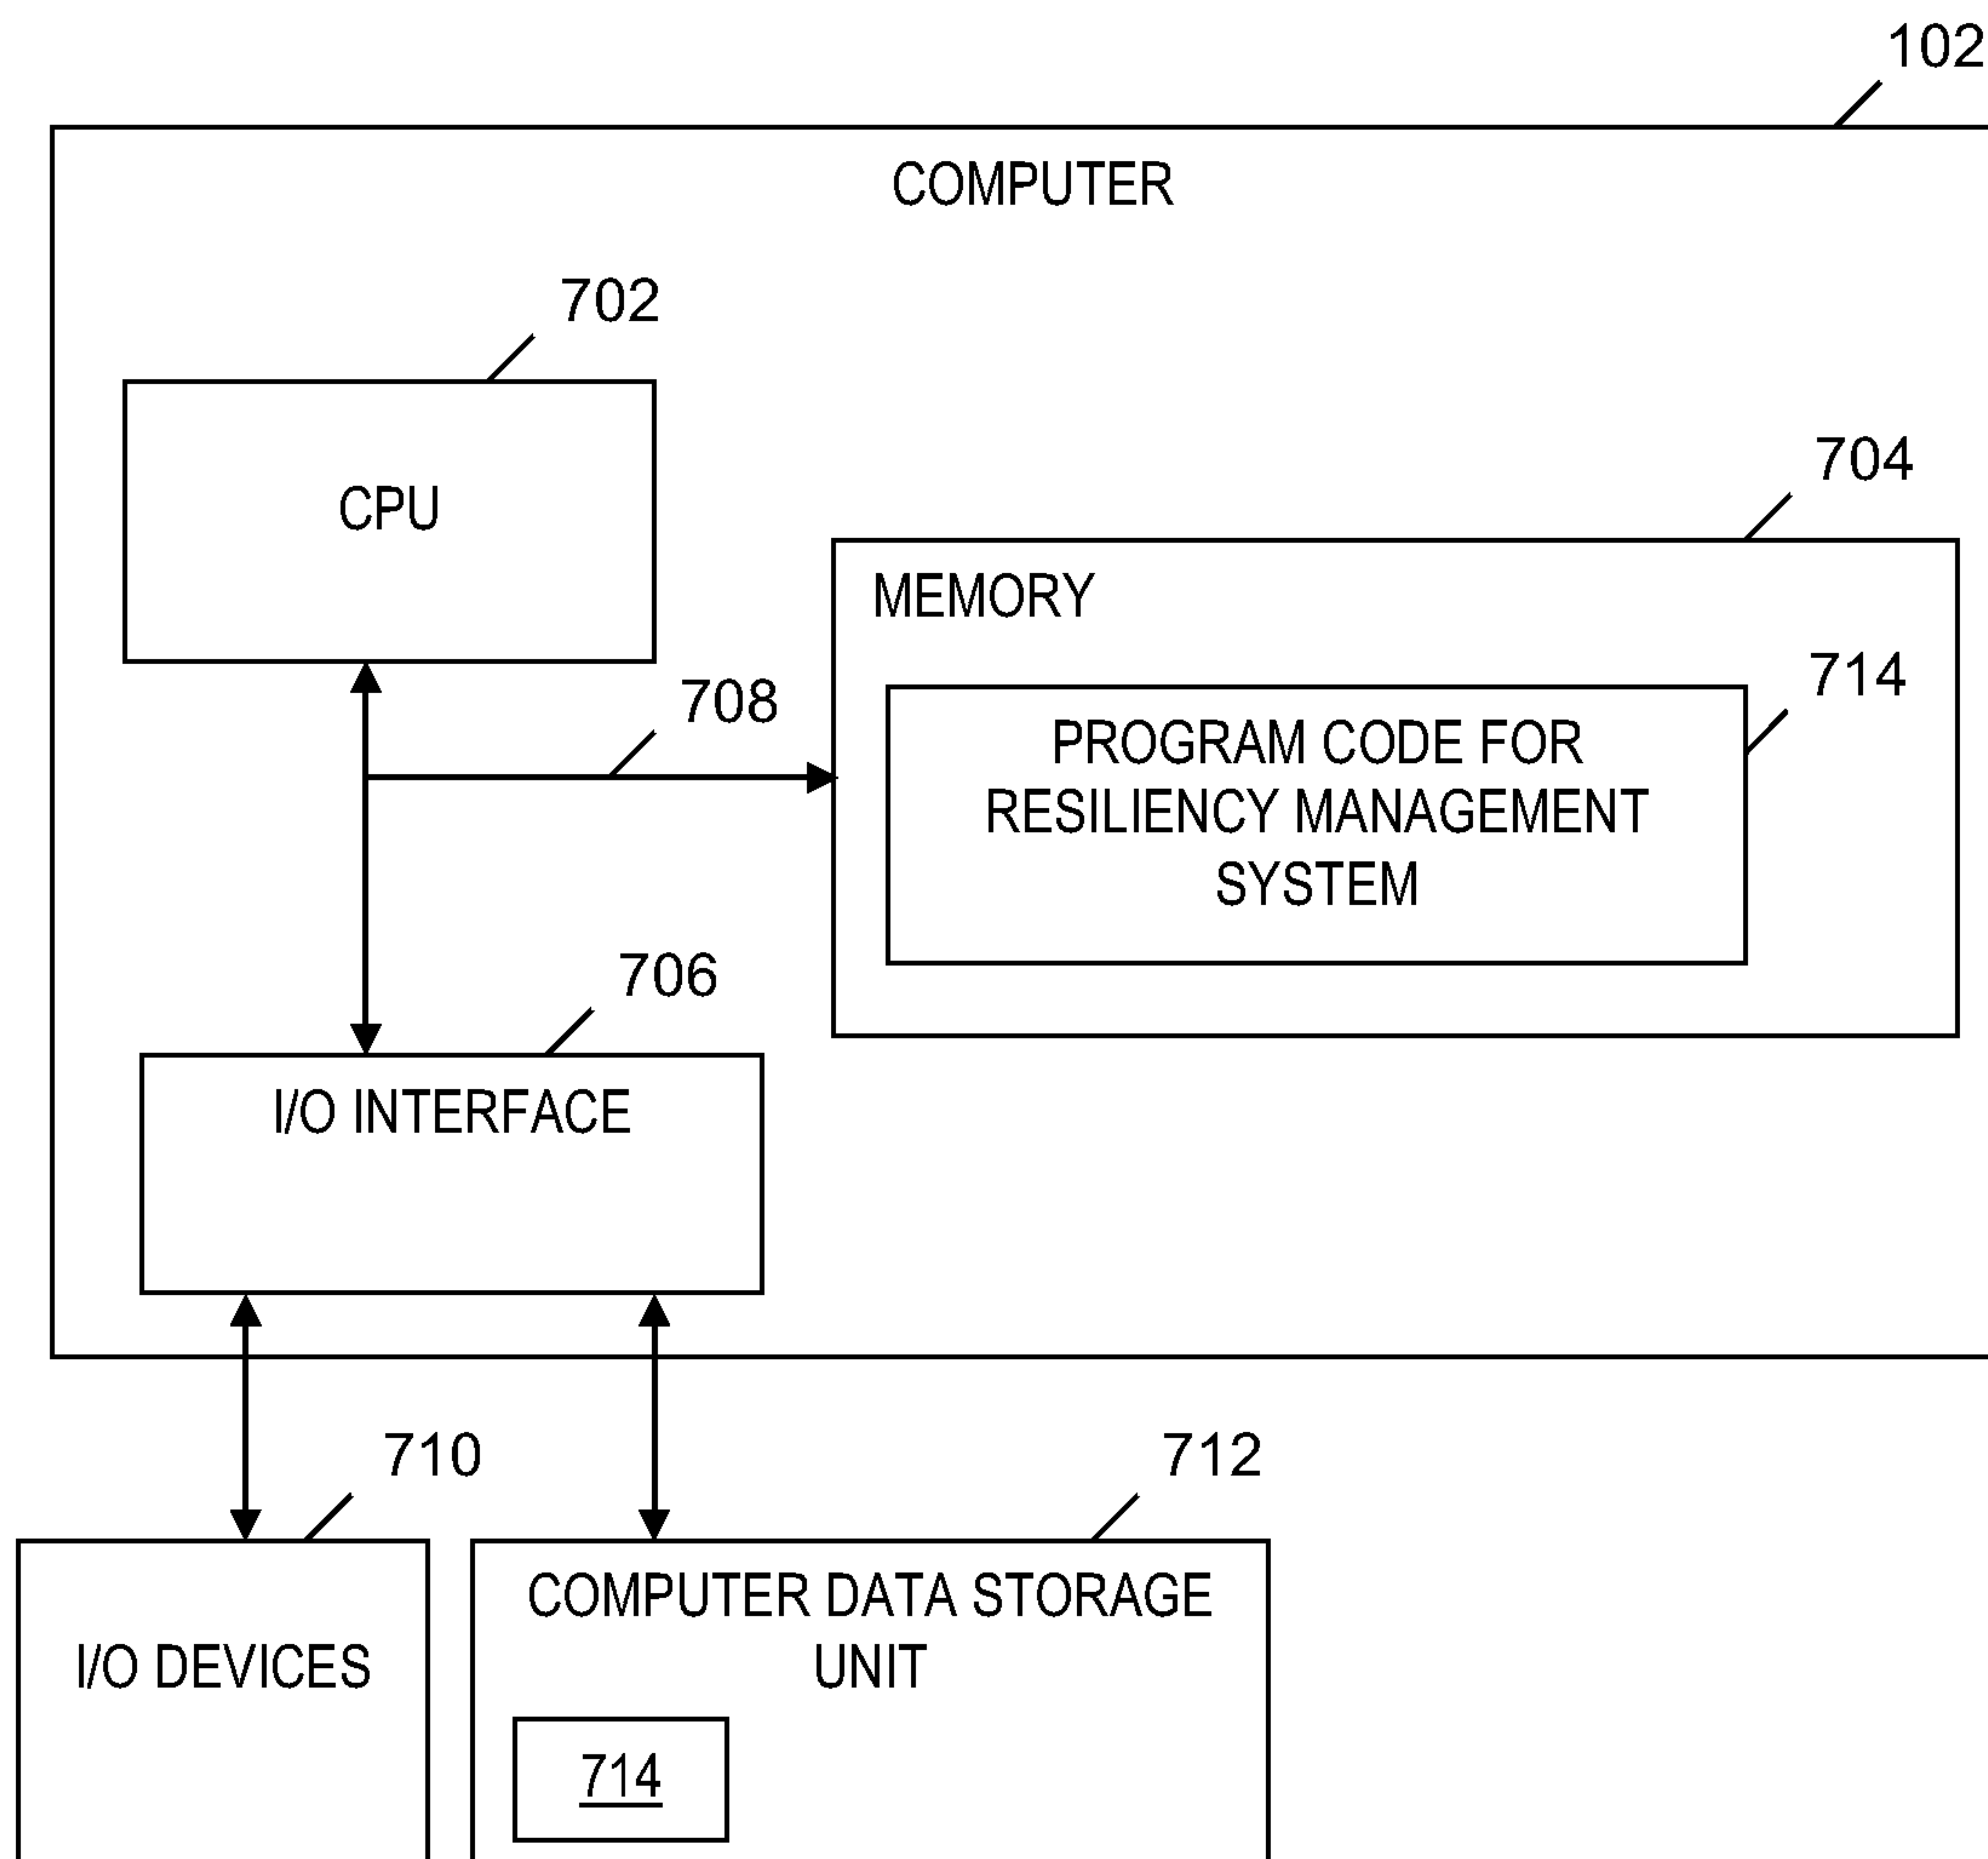 102
COMPUTER
702
CPU
704
MEMORY
714
708
PROGRAM CODE FOR
RESILIENCY MANAGEMENT
SYSTEM
706
I/O INTERFACE
710
712
I/O DEVICES
COMPUTER DATA STORAGE
UNIT
714